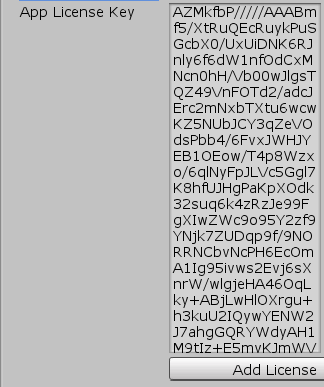 App License Key
AZMkfbP/////AAABm
f5/XtRuQEcRuykPuS
GcbX0/UxUiDNK6RJ
nly6f6dW1nfOdCxM
Ncn0hH/Vb00wJlgsT
QZ49VnFOTd2/adcJ
Erc2mNxbTXtu6wcw
KZ5NUbJCY3qZeVO
dsPbb4/6FvxJWHJY
EB1OEow/T4p8Wzx
o/6qlNyFpJLVc5Ggl7
K8hfUJHgPaKpXOdk
32suq6k4zRzJe99F
gXIwZWc9o95Y2zf9
YNjk7ZUDqp9f/9NO
RRNCbvNcPH6EcOm
A1Ig95ivws2Evj6sX
nrW/wlgjeHA46OqL
ky+ABjLwHlOXrgu+
h3kuU2IQywYENW2
J7ahgGQRYWdyAH1
M9tIz+E5mvKJmWV
Add License